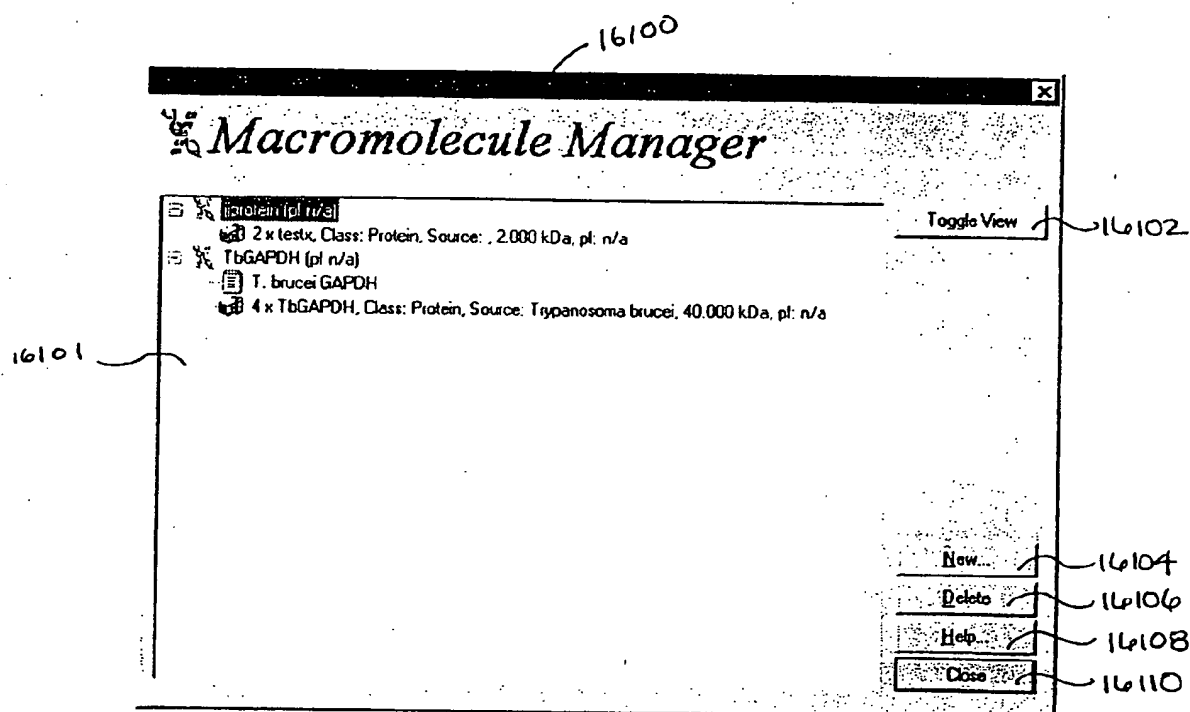 16100
Macromolecule Manager
protein (pI n/a)
2 x testx, Class: Protein, Source: , 2.000 kDa, pI: n/a
TbGAPDH (pI n/a)
T. brucei GAPDH
4 x TbGAPDH, Class: Protein, Source: Trypanosoma brucei, 40.000 kDa, pI: n/a
Toggle View
16102
16101
New...
16104
Delete
16106
Help...
16108
Close
16110